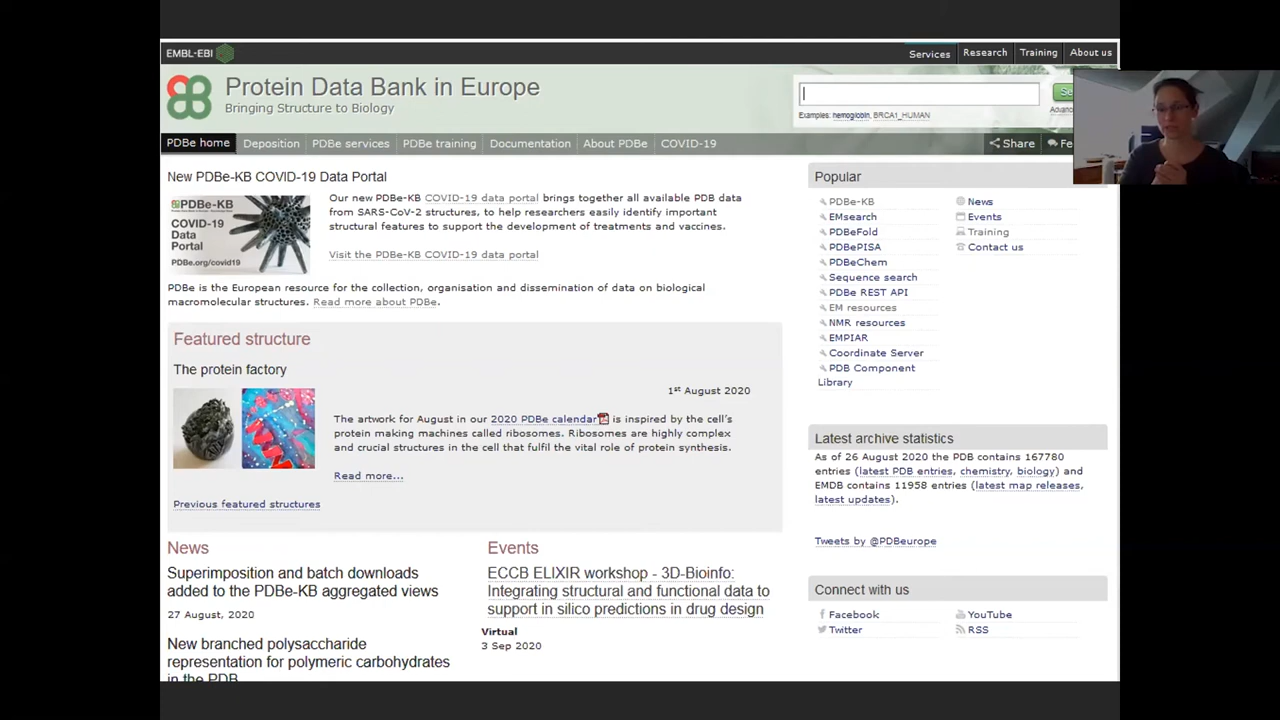 EMBL-EBI
Services
Research
Training
About us
Protein Data Bank in Europe
Bringing Structure to Biology
Examples: hemoglobin, BRCA1_HUMAN
PDBe home
Deposition
PDBe services
PDBe training
Documentation
About PDBe
COVID-19
Share
New PDBe-KB COVID-19 Data Portal
PDBe-KB
COVID-19
Data
Portal
PDBe.org/covid19
Our new PDBe-KB COVID-19 data portal brings together all available PDB data
from SARS-CoV-2 structures, to help researchers easily identify important
structural features to support the development of treatments and vaccines.
Visit the PDBe-KB COVID-19 data portal
PDBe is the European resource for the collection, organisation and dissemination of data on biological
macromolecular structures. Read more about PDBe.
Featured structure
The protein factory
1st August 2020
The artwork for August in our 2020 PDBe calendar is inspired by the cell's
protein making machines called ribosomes. Ribosomes are highly complex
and crucial structures in the cell that fulfil the vital role of protein synthesis.
Read more...
Previous featured structures
News
Superimposition and batch downloads
added to the PDBe-KB aggregated views
27 August, 2020
New branched polysaccharide
representation for polymeric carbohydrates
in the PDB
Events
ECCB ELIXIR workshop - 3D-Bioinfo:
Integrating structural and functional data to
support in silico predictions in drug design
Virtual
3 Sep 2020
Popular
PDBe-KB
EMsearch
PDBeFold
PDBePISA
PDBeChem
Sequence search
PDBe REST API
EM resources
NMR resources
EMPIAR
Coordinate Server
PDB Component
Library
News
Events
Training
Contact us
Latest archive statistics
As of 26 August 2020 the PDB contains 167780
entries (latest PDB entries, chemistry, biology) and
EMDB contains 11958 entries (latest map releases,
latest updates).
Tweets by @PDBeurope
Connect with us
Facebook
Twitter
YouTube
RSS